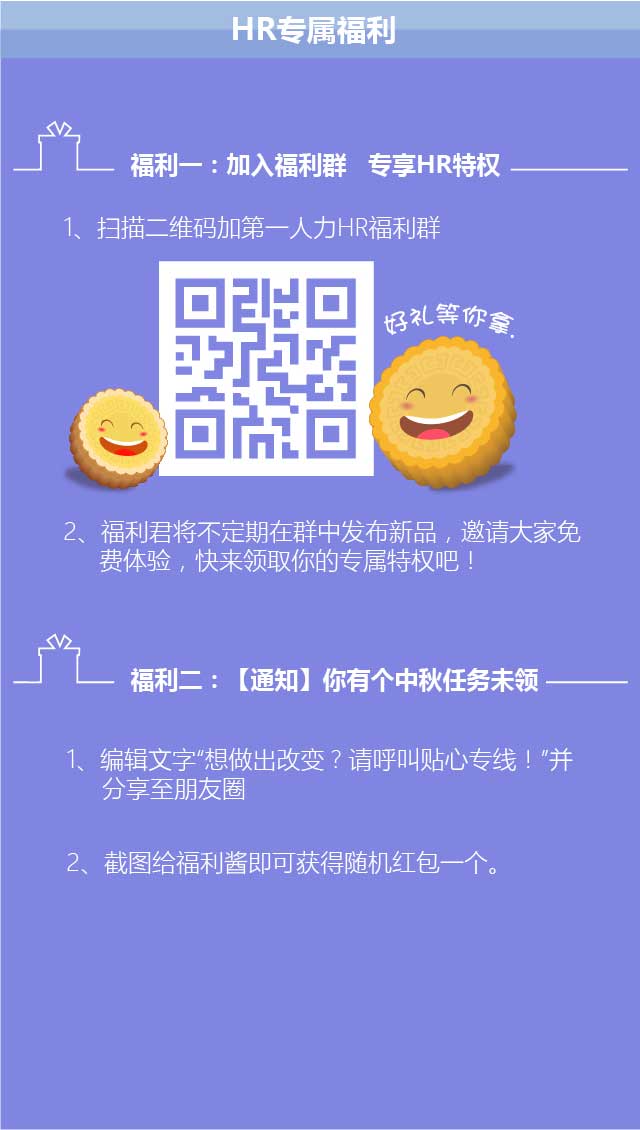 HR专属福利
福利一：加入福利群 专享HR特权
1、扫描二维码加第一人力HR福利群
好礼等你拿.
2、福利君将不定期在群中发布新品，邀请大家免
费体验，快来领取你的专属特权吧！
福利二：【通知】你有个中秋任务未领
1、编辑文字“想做出改变？请呼叫贴心专线！”并
分享至朋友圈
2、截图给福利酱即可获得随机红包一个。